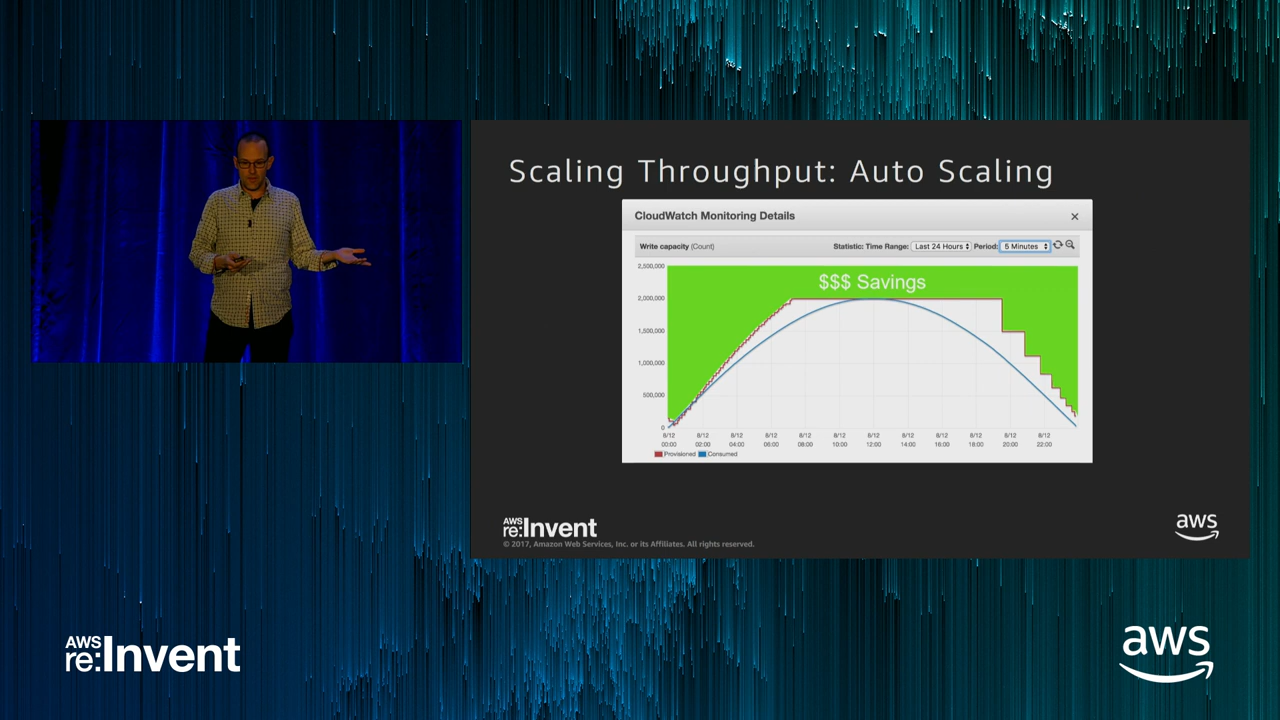 Scaling Throughput: Auto Scaling
CloudWatch Monitoring Details ×
Write capacity (Count) Statistic: Time Range: Last 24 Hours Period: 5 Minutes
$$$ Savings
2,500,000
2,000,000
1,500,000
1,000,000
500,000
0
8/12 8/12 8/12 8/12 8/12 8/12 8/12 8/12 8/12 8/12 8/12 8/12
00:00 02:00 04:00 06:00 08:00 10:00 12:00 14:00 16:00 18:00 20:00 22:00
Provisioned Consumed
AWS
re:Invent
© 2017, Amazon Web Services, Inc. or its Affiliates. All rights reserved.
aws
AWS
re:Invent
aws